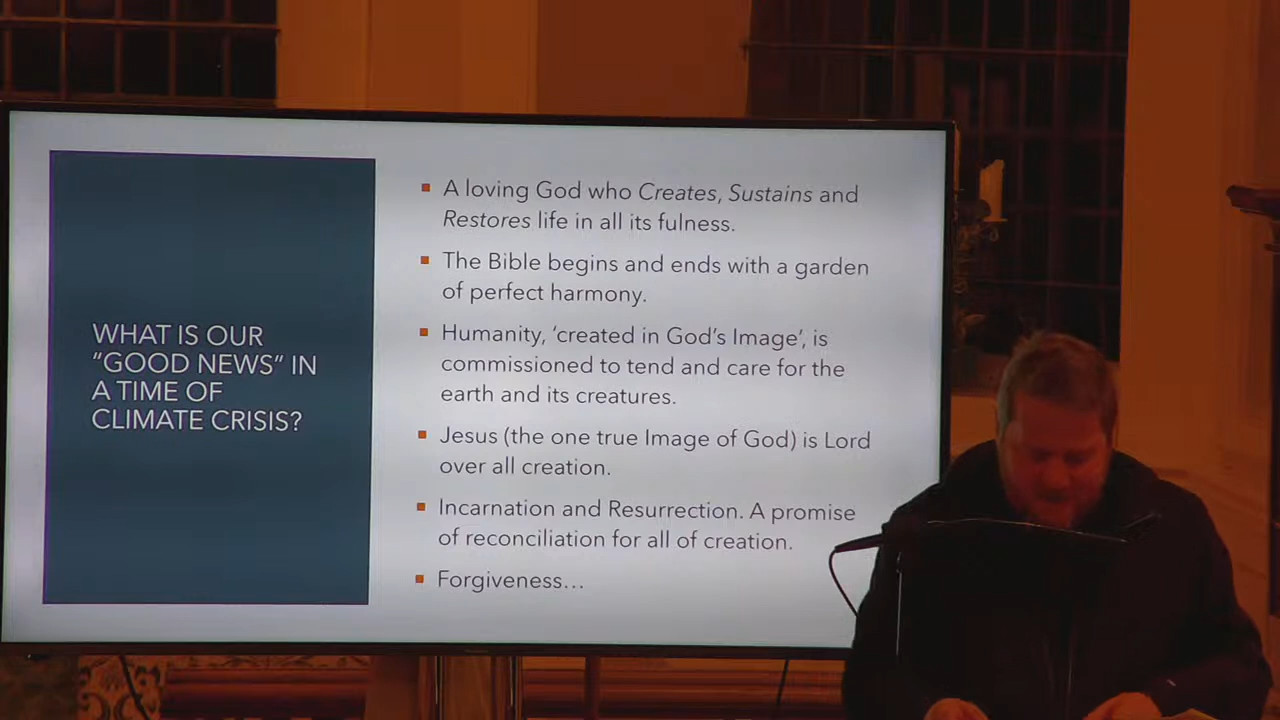 WHAT IS OUR
“GOOD NEWS” IN
A TIME OF
CLIMATE CRISIS?
A loving God who Creates, Sustains and
Restores life in all its fulness.
The Bible begins and ends with a garden
of perfect harmony.
Humanity, ‘created in God’s Image’, is
commissioned to tend and care for the
earth and its creatures.
Jesus (the one true Image of God) is Lord
over all creation.
Incarnation and Resurrection. A promise
of reconciliation for all of creation.
Forgiveness…